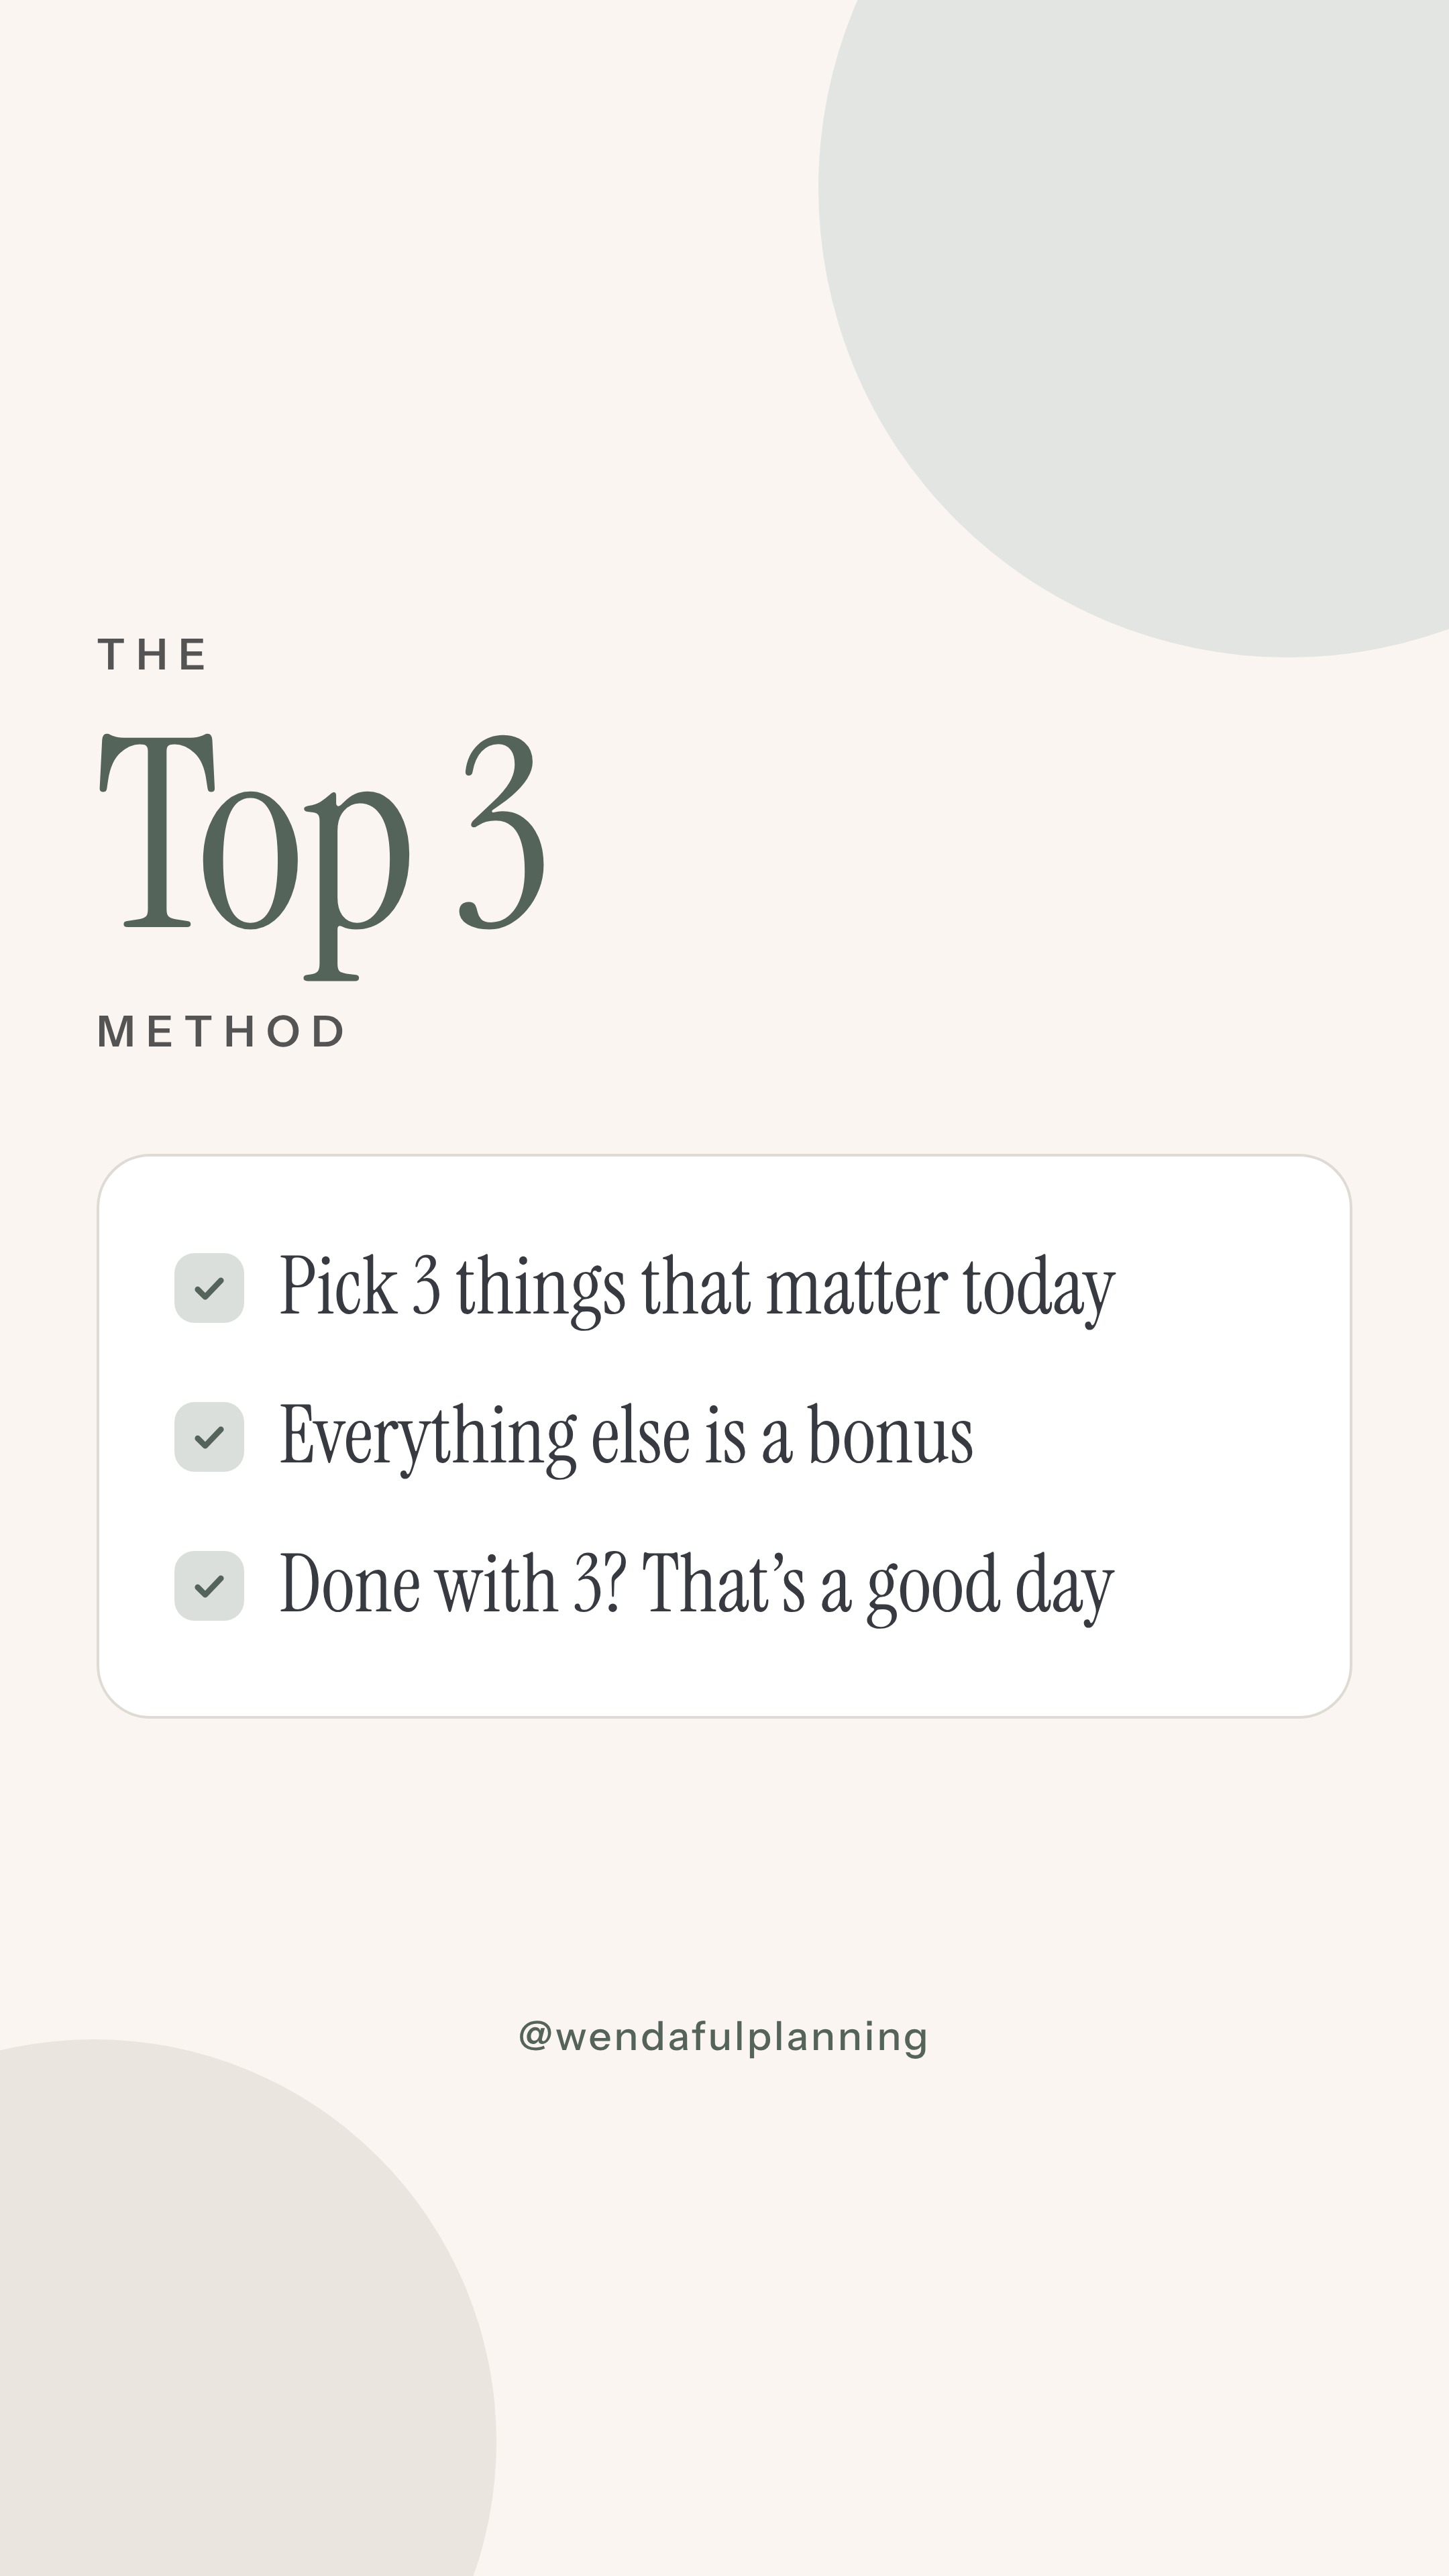 THE
Top 3
METHOD
Pick 3 things that matter today
Everything else is a bonus
Done with 3? That’s a good day
@wendafulplanning